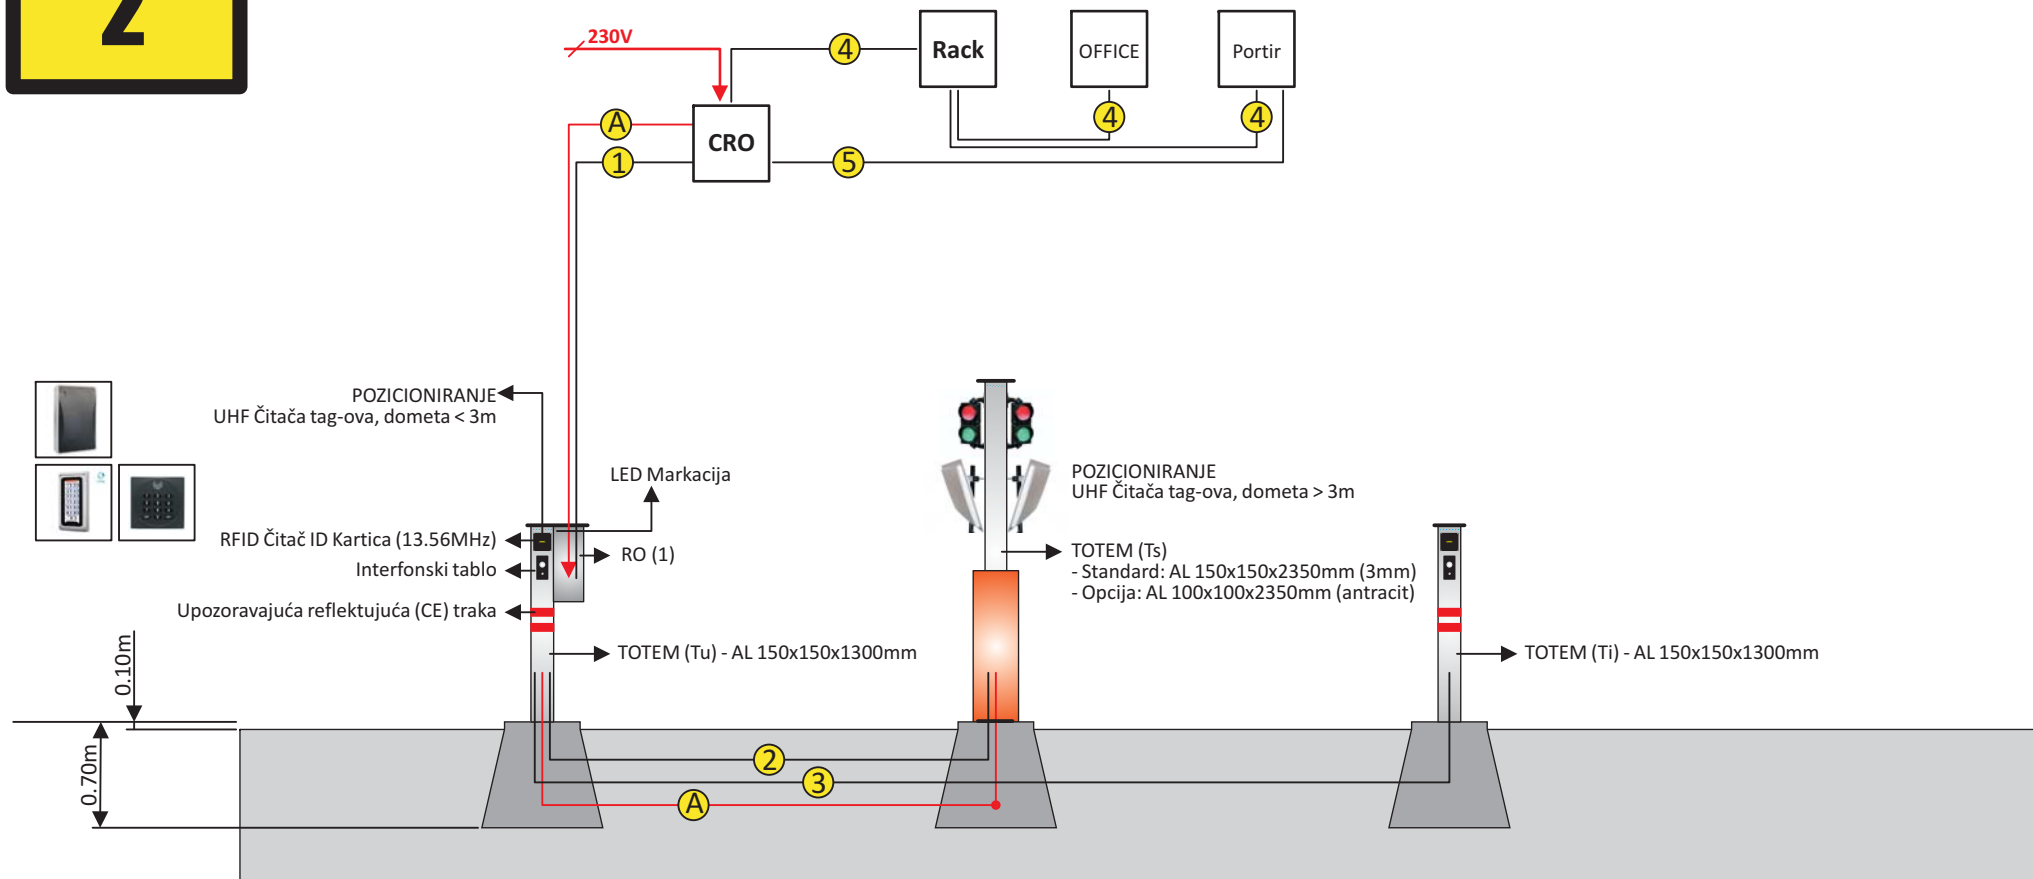 230V
4
Rack
OFFICE
Portir
4
4
A
CRO
1
5
POZICIONIRANJE
UHF Čitača tag-ova, dometa < 3m
LED Markacija
POZICIONIRANJE
UHF Čitača tag-ova, dometa > 3m
RFID Čitač ID Kartica (13.56MHz)
RO (1)
Interfonski tablo
TOTEM (Ts)
- Standard: AL 150x150x2350mm (3mm)
- Opcija: AL 100x100x2350mm (antracit)
Upozoravajuća reflektujuća (CE) traka
TOTEM (Tu) - AL 150x150x1300mm
TOTEM (Ti) - AL 150x150x1300mm
0.10m
0.70m
2
3
A